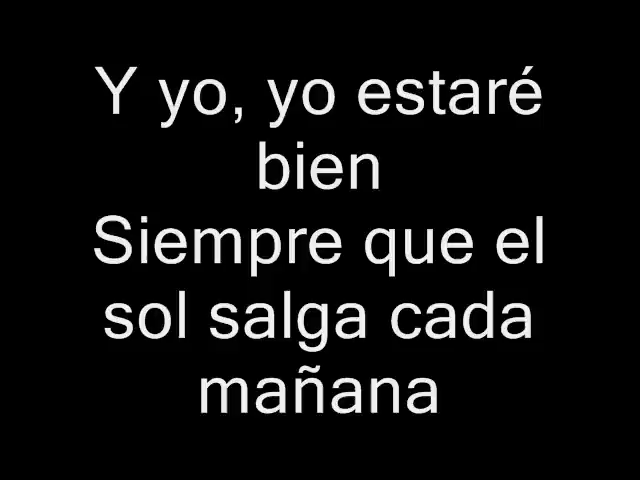 Y yo, yo estaré
bien
Siempre que el
sol salga cada
mañana